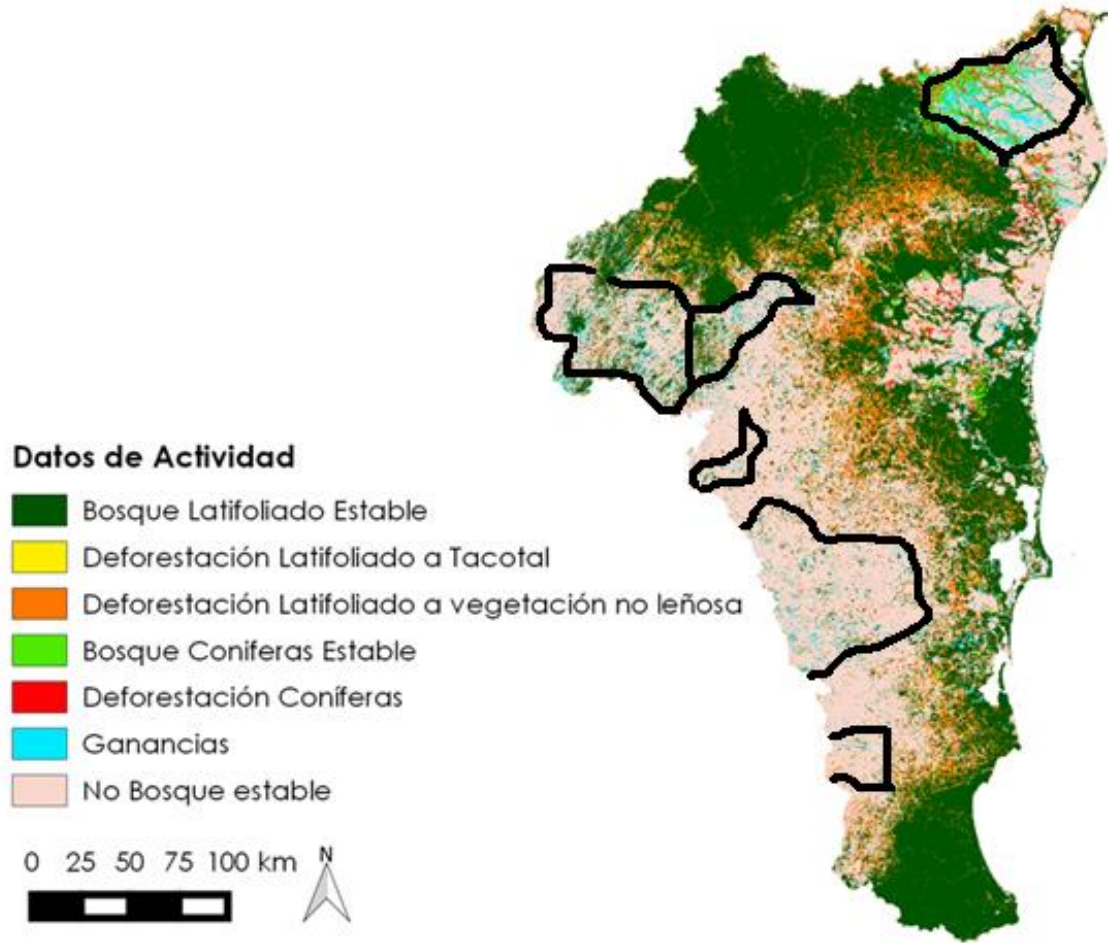 Datos de Actividad
Bosque Latifoliado Estable
Deforestación Latifoliado a Tacotal
Deforestación Latifoliado a vegetación no leñosa
Bosque Coniferas Estable
Deforestación Coníferas
Ganancias
No Bosque estable
0 25 50 75 100 km N